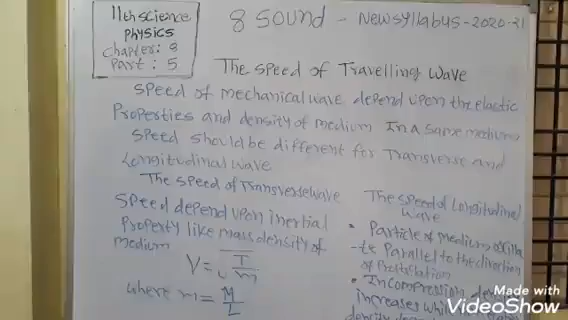 11th science
Physics
Chapter: 8
Part : 5
8 Sound - New syllabus-2020-21
The Speed of Travelling Wave
Speed of mechanical wave depend upon the elastic
Properties and density of medium In a same medium
Speed should be different for Transverse and
Longitudinal wave
The Speed of Transverse wave
Speed depend upon inertial
Property like mass density of
medium
V = √T/m
where m = M/L
The speed of Longitudinal
wave
• Particle of medium oscilla
-te Parallel to the direction
of
• In compression
increases while
density
Made with
VideoShow